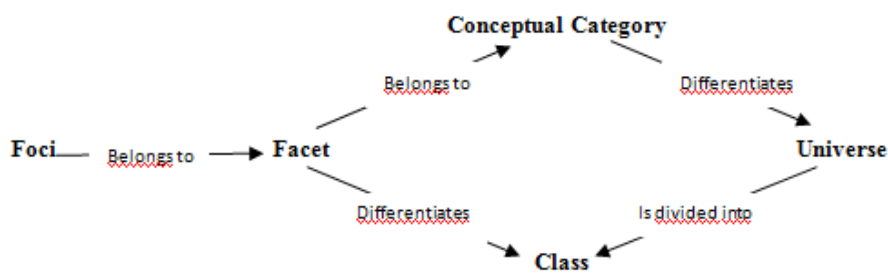 Conceptual Category
Belongs to
Differentiates
Foci
Belongs to
Facet
Universe
Differentiates
Is divided into
Class